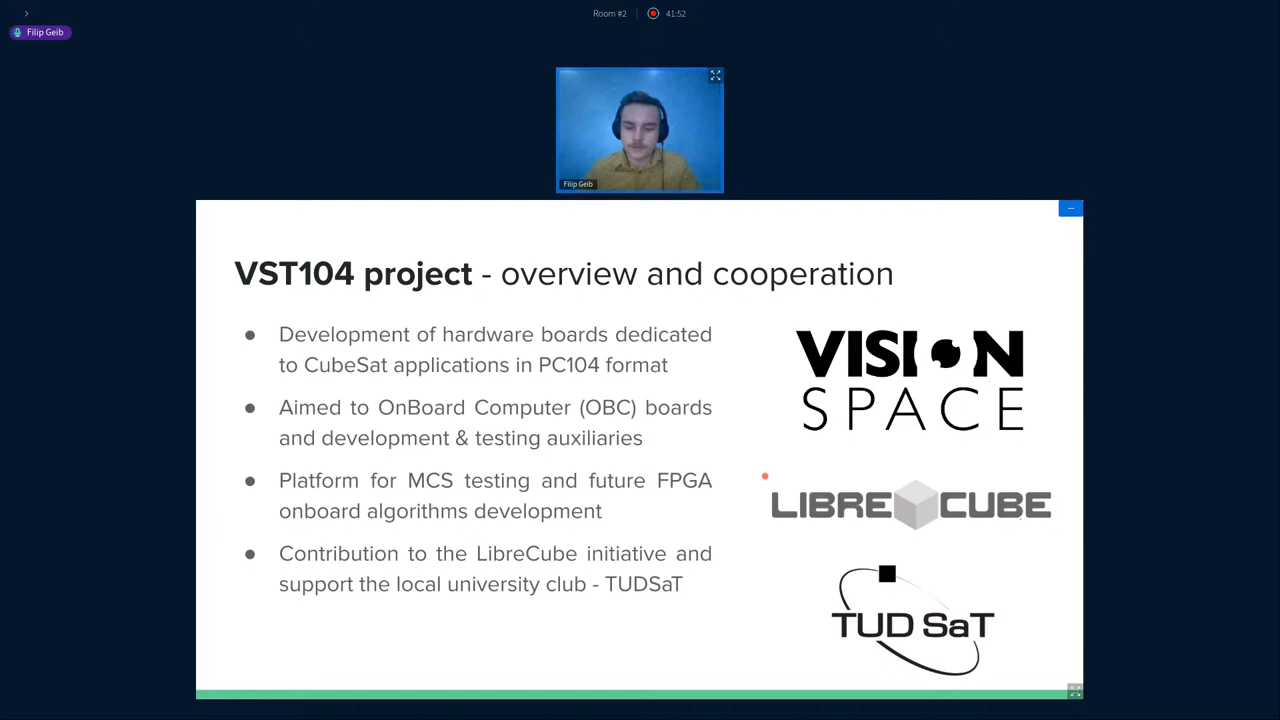 Room #2
41:52
Filip Geib
Filip Geib
VST104 project - overview and cooperation
● Development of hardware boards dedicated
to CubeSat applications in PC104 format
● Aimed to OnBoard Computer (OBC) boards
and development & testing auxiliaries
● Platform for MCS testing and future FPGA
onboard algorithms development
● Contribution to the LibreCube initiative and
support the local university club - TUDSaT
VISION
SPACE
LIBRE CUBE
TUD SaT